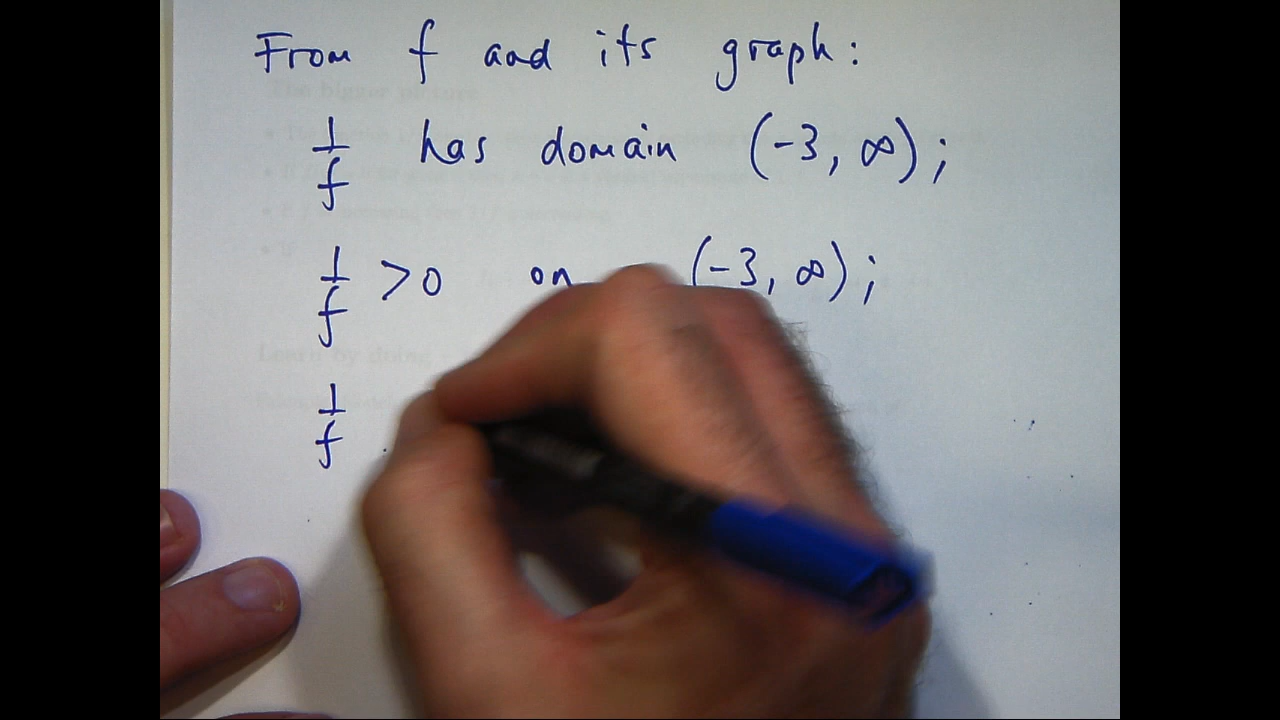 From f and its graph:
1/f has domain (-3, ∞);
1/f >0 on (-3, ∞);
1/f